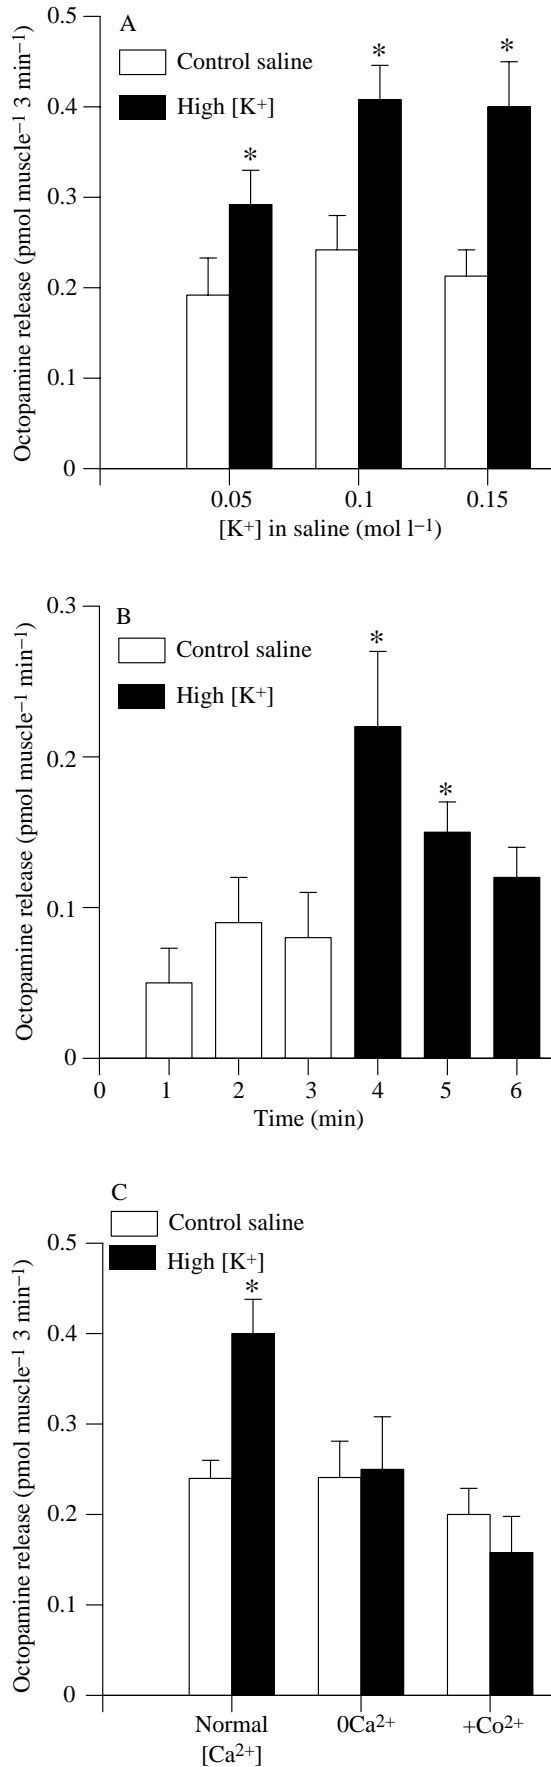 A
Control saline
High [K+]
Octopamine release (pmol muscle−1 3 min−1)
0.5
0.4
0.3
0.2
0.1
0
*
*
*
0.05 0.1 0.15
[K+] in saline (mol l−1)
B
Control saline
High [K+]
Octopamine release (pmol muscle−1 min−1)
0.3
0.2
0.1
0
*
*
0 1 2 3 4 5 6
Time (min)
C
Control saline
High [K+]
Octopamine release (pmol muscle−1 3 min−1)
0.5
0.4
0.3
0.2
0.1
0
*
Normal 0Ca2+ +Co2+
[Ca2+]